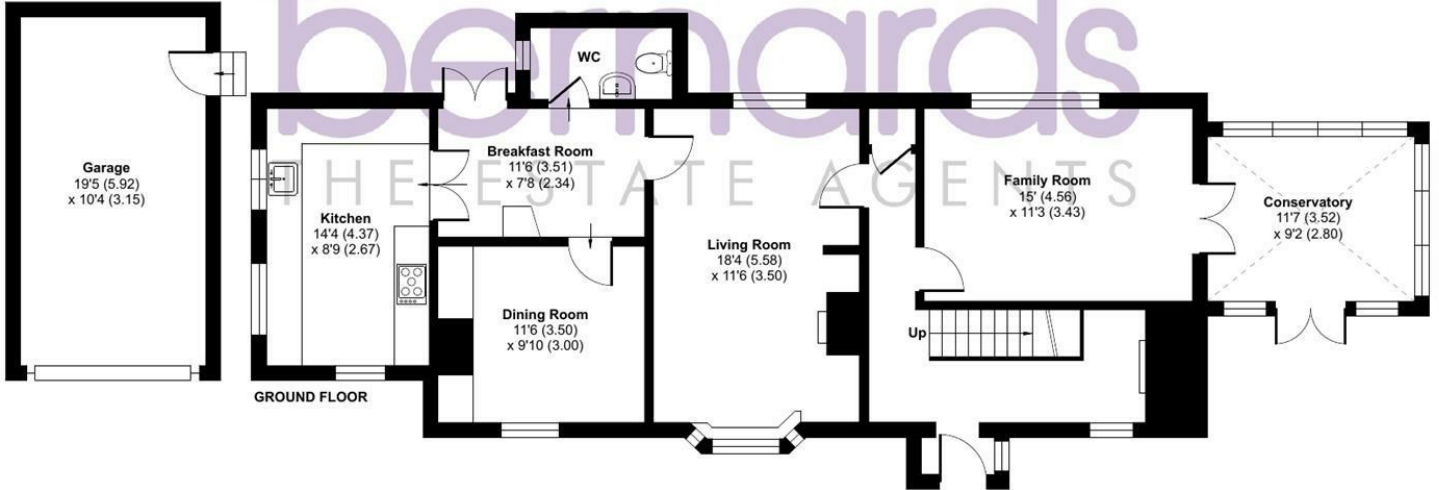 bernards
THE ESTATE AGENTS
Garage
19'5 (5.92)
x 10'4 (3.15)
WC
Breakfast Room
11'6 (3.51)
x 7'8 (2.34)
Kitchen
14'4 (4.37)
x 8'9 (2.67)
Dining Room
11'6 (3.50)
x 9'10 (3.00)
Living Room
18'4 (5.58)
x 11'6 (3.50)
Family Room
15' (4.56)
x 11'3 (3.43)
Conservatory
11'7 (3.52)
x 9'2 (2.80)
Up
GROUND FLOOR